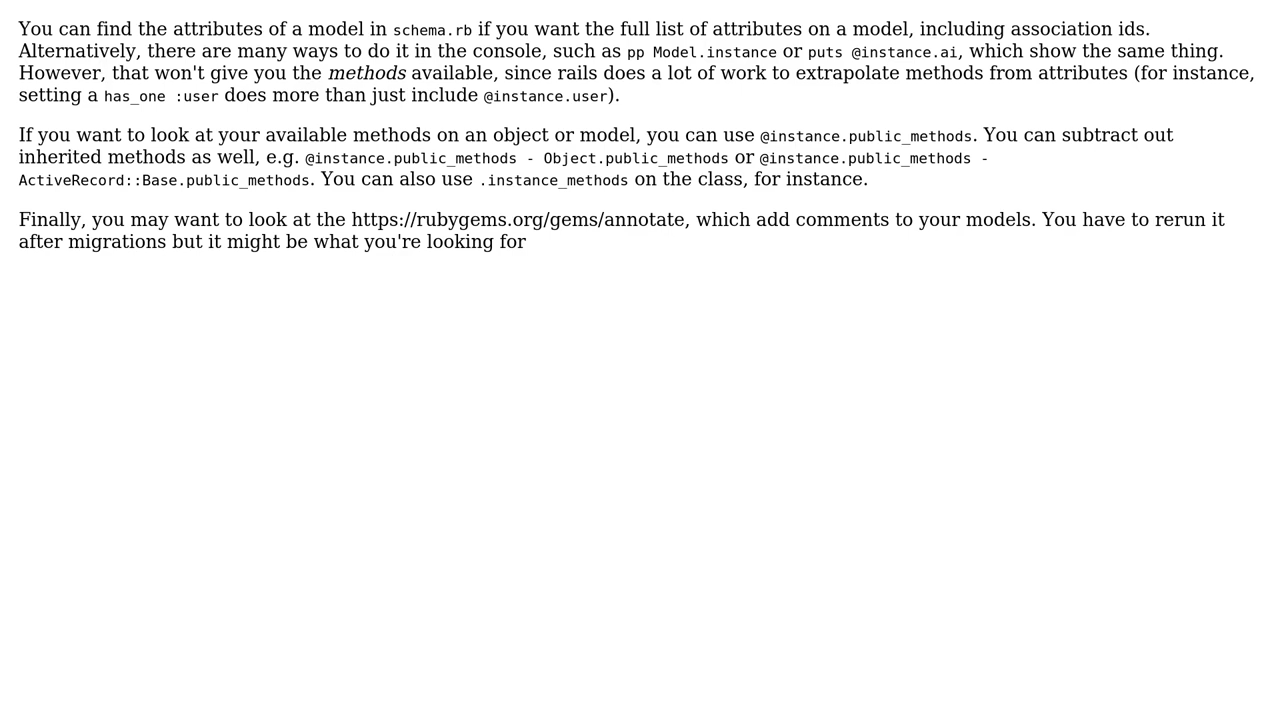 You can find the attributes of a model in schema.rb if you want the full list of attributes on a model, including association ids.
Alternatively, there are many ways to do it in the console, such as pp Model.instance or puts @instance.ai, which show the same thing.
However, that won't give you the methods available, since rails does a lot of work to extrapolate methods from attributes (for instance,
setting a has_one :user does more than just include @instance.user).
If you want to look at your available methods on an object or model, you can use @instance.public_methods. You can subtract out
inherited methods as well, e.g. @instance.public_methods - Object.public_methods or @instance.public_methods -
ActiveRecord::Base.public_methods. You can also use .instance_methods on the class, for instance.
Finally, you may want to look at the https://rubygems.org/gems/annotate, which add comments to your models. You have to rerun it
after migrations but it might be what you're looking for